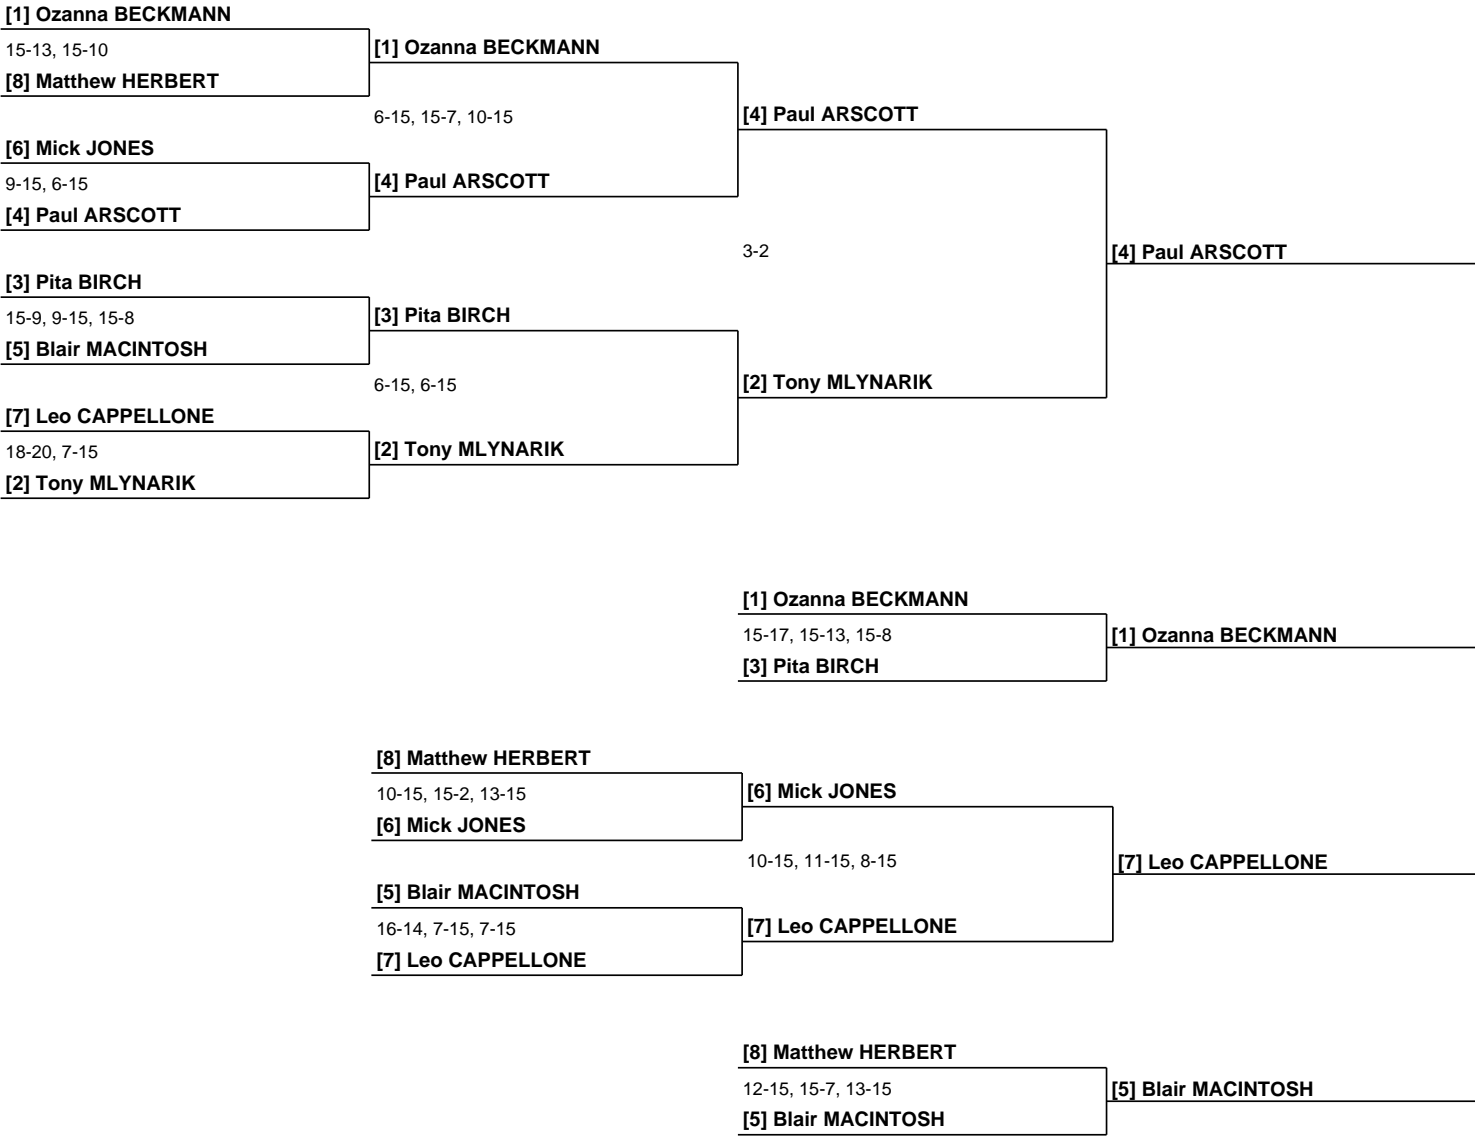 [1] Ozanna BECKMANN
15-13, 15-10
[1] Ozanna BECKMANN
[8] Matthew HERBERT
6-15, 15-7, 10-15
[4] Paul ARSCOTT
[6] Mick JONES
9-15, 6-15
[4] Paul ARSCOTT
[4] Paul ARSCOTT
3-2
[4] Paul ARSCOTT
[3] Pita BIRCH
15-9, 9-15, 15-8
[3] Pita BIRCH
[5] Blair MACINTOSH
6-15, 6-15
[2] Tony MLYNARIK
[7] Leo CAPPELLONE
18-20, 7-15
[2] Tony MLYNARIK
[2] Tony MLYNARIK
[1] Ozanna BECKMANN
15-17, 15-13, 15-8
[1] Ozanna BECKMANN
[3] Pita BIRCH
[8] Matthew HERBERT
10-15, 15-2, 13-15
[6] Mick JONES
[6] Mick JONES
10-15, 11-15, 8-15
[7] Leo CAPPELLONE
[5] Blair MACINTOSH
16-14, 7-15, 7-15
[7] Leo CAPPELLONE
[7] Leo CAPPELLONE
[8] Matthew HERBERT
12-15, 15-7, 13-15
[5] Blair MACINTOSH
[5] Blair MACINTOSH